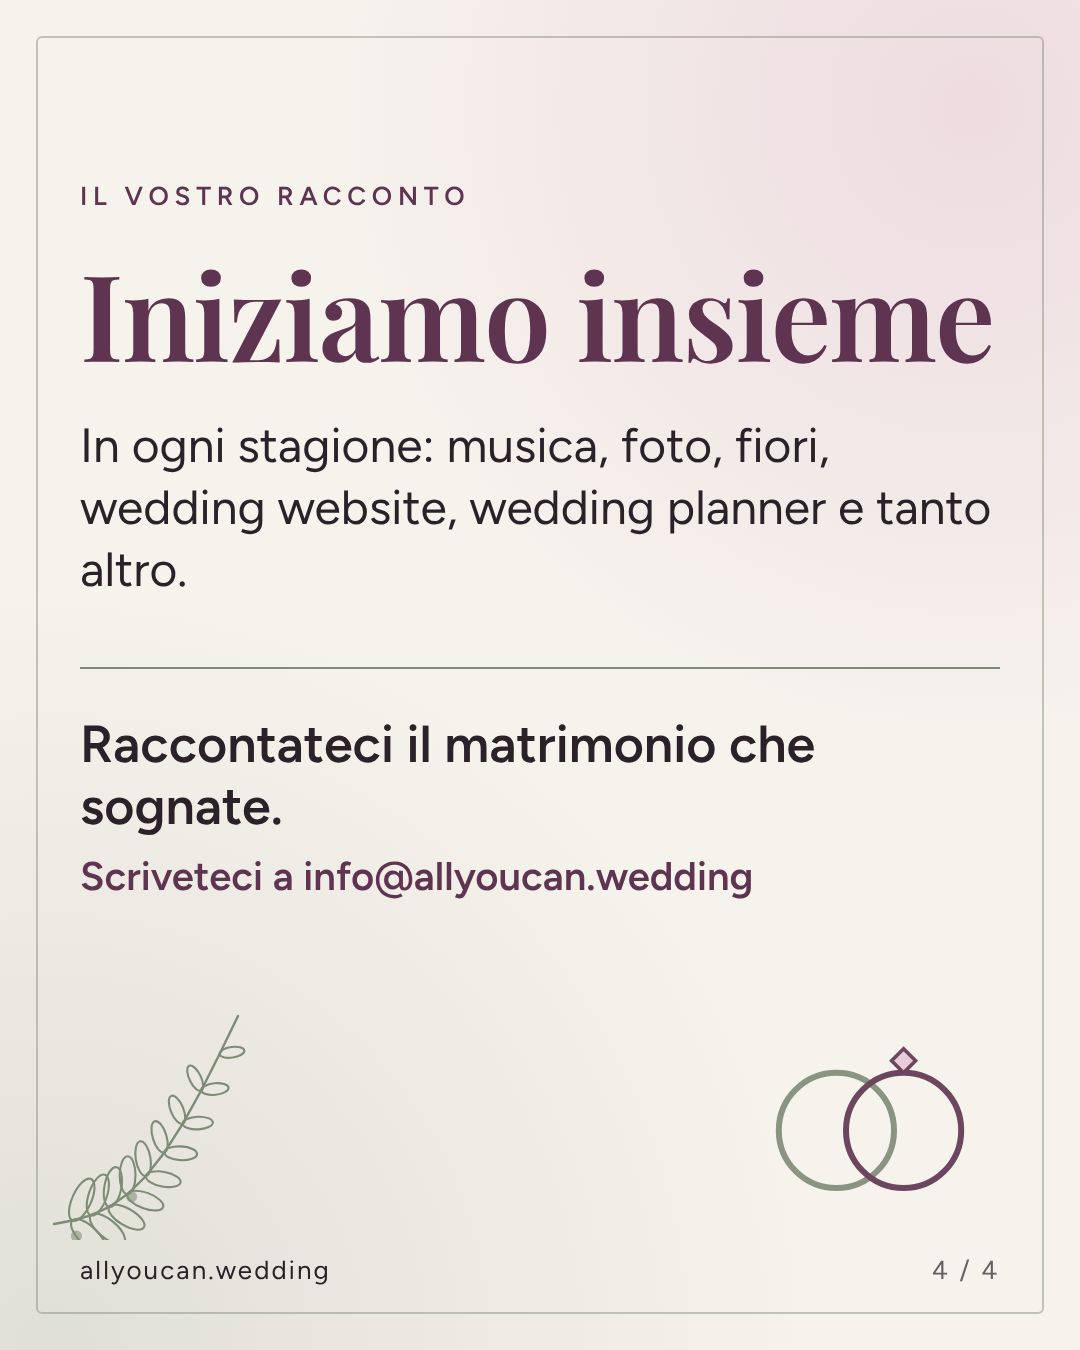 IL VOSTRO RACCONTO
Iniziamo insieme
In ogni stagione: musica, foto, fiori,
wedding website, wedding planner e tanto
altro.
Raccontateci il matrimonio che
sognate.
Scriveteci a info@allyoucan.wedding
allyoucan.wedding
4 / 4